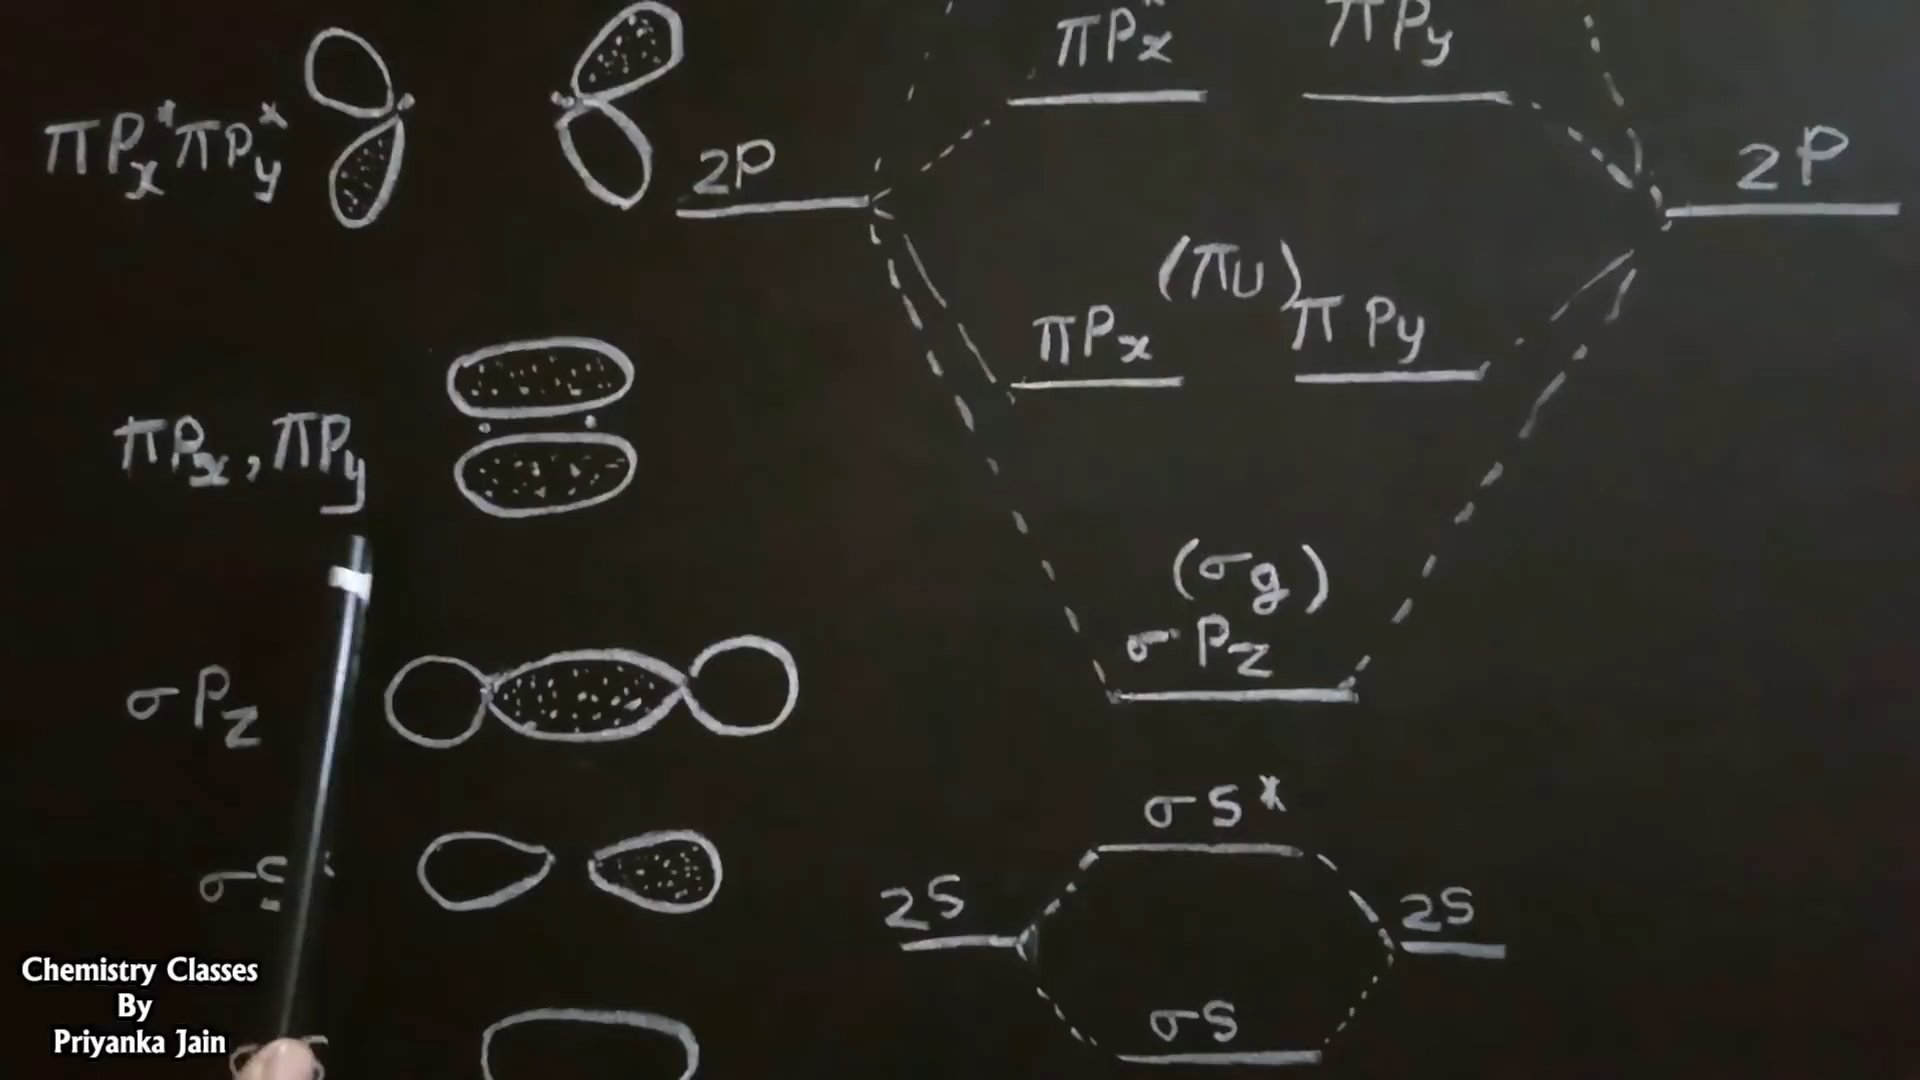 πPx* πPy*
πPx*
πPy
2P
2P
(πu)
πPx
πPy
πPx, πPy
(σg)
σPz
σPz
σS*
2S
2S
σS
Chemistry Classes
By
Priyanka Jain